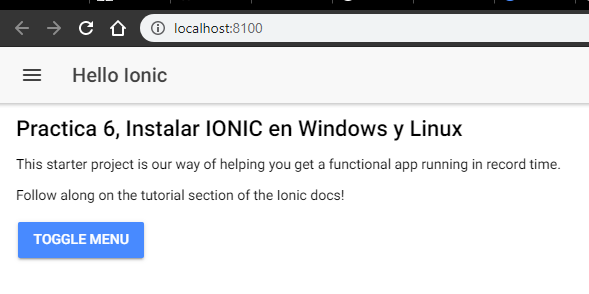 localhost:8100
Hello Ionic
Practica 6, Instalar IONIC en Windows y Linux
This starter project is our way of helping you get a functional app running in record time.
Follow along on the tutorial section of the Ionic docs!
TOGGLE MENU